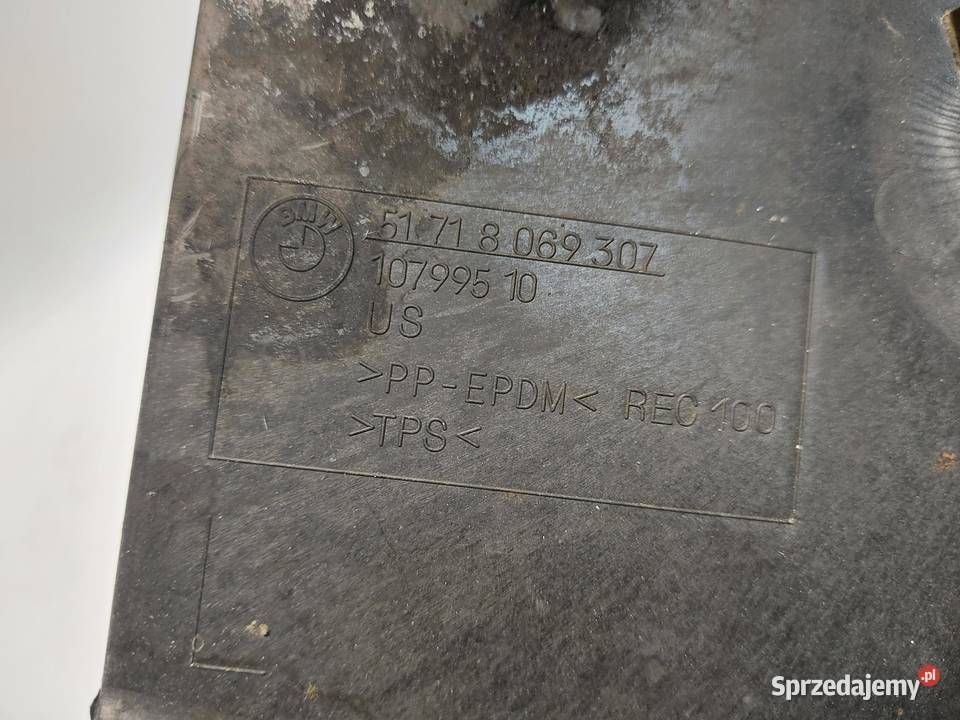 BMW
51.71 8 069 307
107995 10
US
>PP-EPDM< REC 100
>TPS<
Sprzedajemy.pl